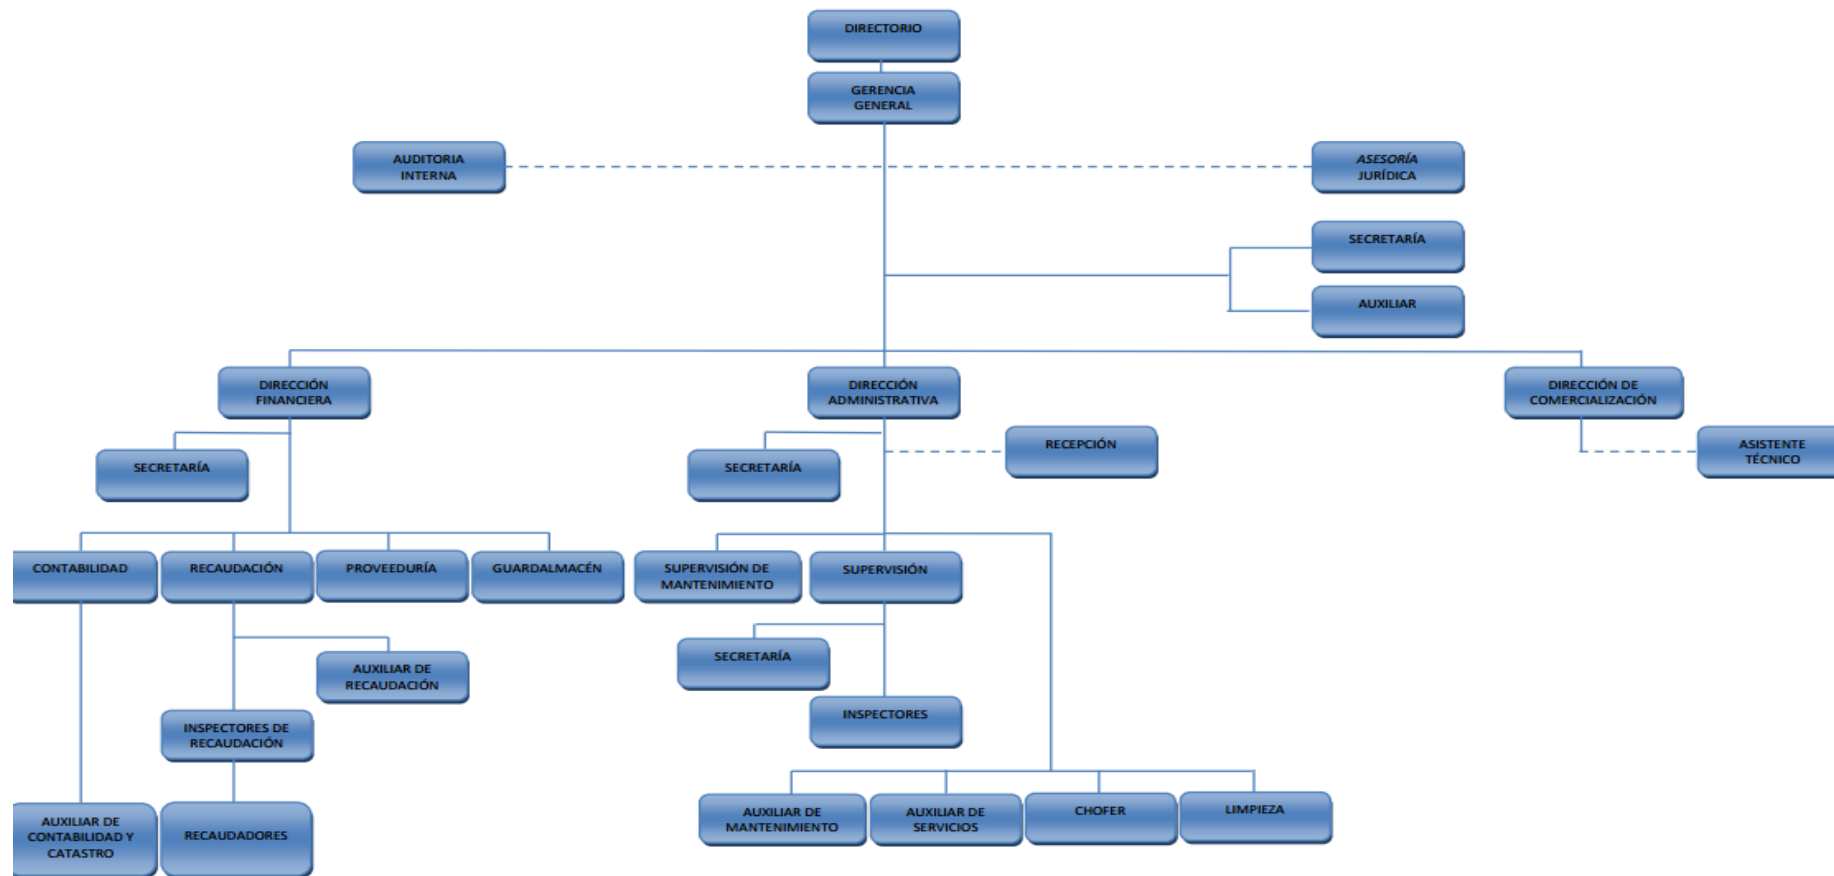 DIRECTORIO
GERENCIA
GENERAL
AUDITORIA
INTERNA
ASESORÍA
JURÍDICA
SECRETARÍA
AUXILIAR
DIRECCIÓN
FINANCIERA
DIRECCIÓN
ADMINISTRATIVA
DIRECCIÓN DE
COMERCIALIZACIÓN
SECRETARÍA
SECRETARÍA
RECEPCIÓN
ASISTENTE
TÉCNICO
CONTABILIDAD
RECAUDACIÓN
PROVEEDURÍA
GUARDALMACÉN
SUPERVISIÓN DE
MANTENIMIENTO
SUPERVISIÓN
AUXILIAR DE
RECAUDACIÓN
SECRETARÍA
INSPECTORES DE
RECAUDACIÓN
INSPECTORES
AUXILIAR DE
CONTABILIDAD Y
CATASTRO
RECAUDADORES
AUXILIAR DE
MANTENIMIENTO
AUXILIAR DE
SERVICIOS
CHOFER
LIMPIEZA